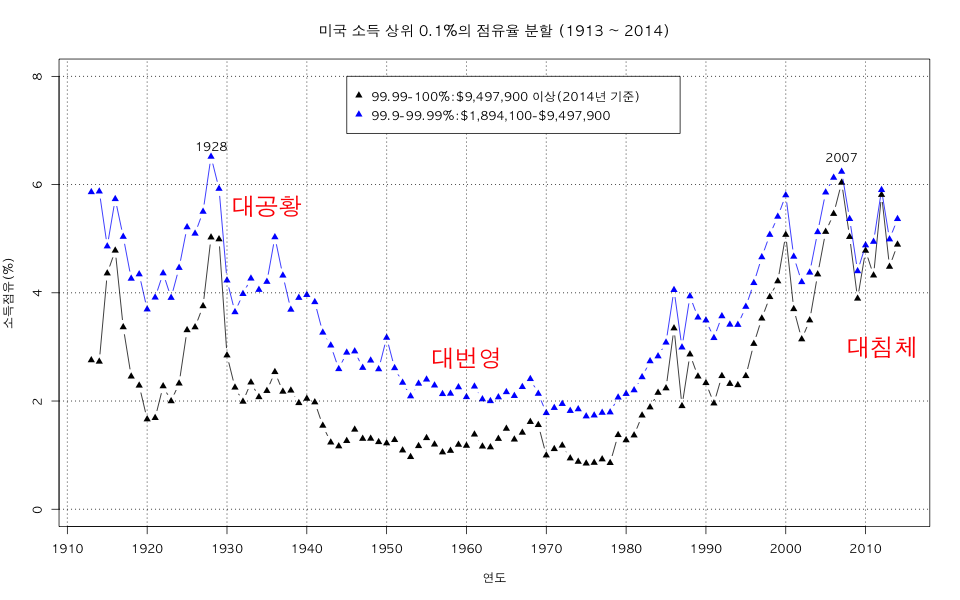 미국 소득 상위 0.1%의 점유율 분할 (1913 ~ 2014)
99.99-100%:$9,497,900 이상(2014년 기준)
99.9-99.99%:$1,894,100-$9,497,900
1928
2007
대공황
대번영
대침체
소득점유(%)
8
6
4
2
0
1910 1920 1930 1940 1950 1960 1970 1980 1990 2000 2010
연도